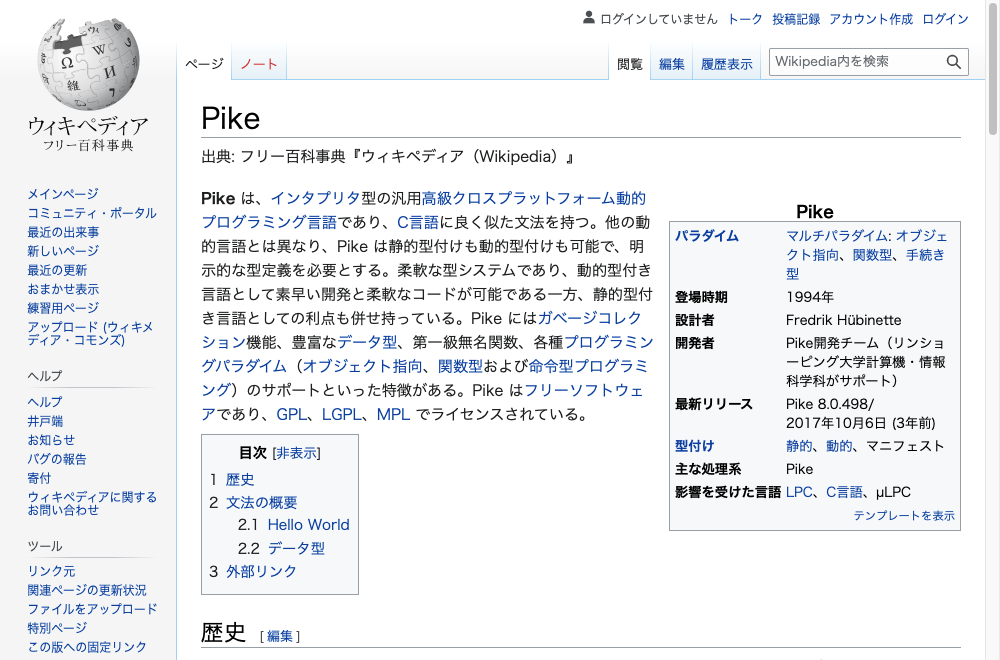 ログインしていません トーク 投稿記録 アカウント作成 ログイン
ページ ノート 閲覧 編集 履歴表示 Wikipedia内を検索
ウィキペディア
フリー百科事典
メインページ
コミュニティ・ポータル
最近の出来事
新しいページ
最近の更新
おまかせ表示
練習用ページ
アップロード (ウィキメ
ディア・コモンズ)
ヘルプ
ヘルプ
井戸端
お知らせ
バグの報告
寄付
ウィキペディアに関する
お問い合わせ
ツール
リンク元
関連ページの更新状況
ファイルをアップロード
特別ページ
この版への固定リンク
Pike
出典: フリー百科事典『ウィキペディア（Wikipedia）』
Pike は、インタプリタ型の汎用高級クロスプラットフォーム動的
プログラミング言語であり、C言語に良く似た文法を持つ。他の動
的言語とは異なり、Pike は静的型付けも動的型付けも可能で、明
示的な型定義を必要とする。柔軟な型システムであり、動的型付き
言語として素早い開発と柔軟なコードが可能である一方、静的型付
き言語としての利点も併せ持っている。Pike にはガベージコレク
ション機能、豊富なデータ型、第一級無名関数、各種プログラミン
グパラダイム（オブジェクト指向、関数型および命令型プログラミ
ング）のサポートといった特徴がある。Pike はフリーソフトウェ
アであり、GPL、LGPL、MPL でライセンスされている。
Pike
パラダイム マルチパラダイム: オブジェ
クト指向、関数型、手続き
型
登場時期 1994年
設計者 Fredrik Hübinette
開発者 Pike開発チーム（リンショ
ーピング大学計算機・情報
科学科がサポート）
最新リリース Pike 8.0.498/
2017年10月6日 (3年前)
型付け 静的、動的、マニフェスト
主な処理系 Pike
影響を受けた言語 LPC、C言語、μLPC
テンプレートを表示
目次 [非表示]
1 歴史
2 文法の概要
2.1 Hello World
2.2 データ型
3 外部リンク
歴史 [編集]